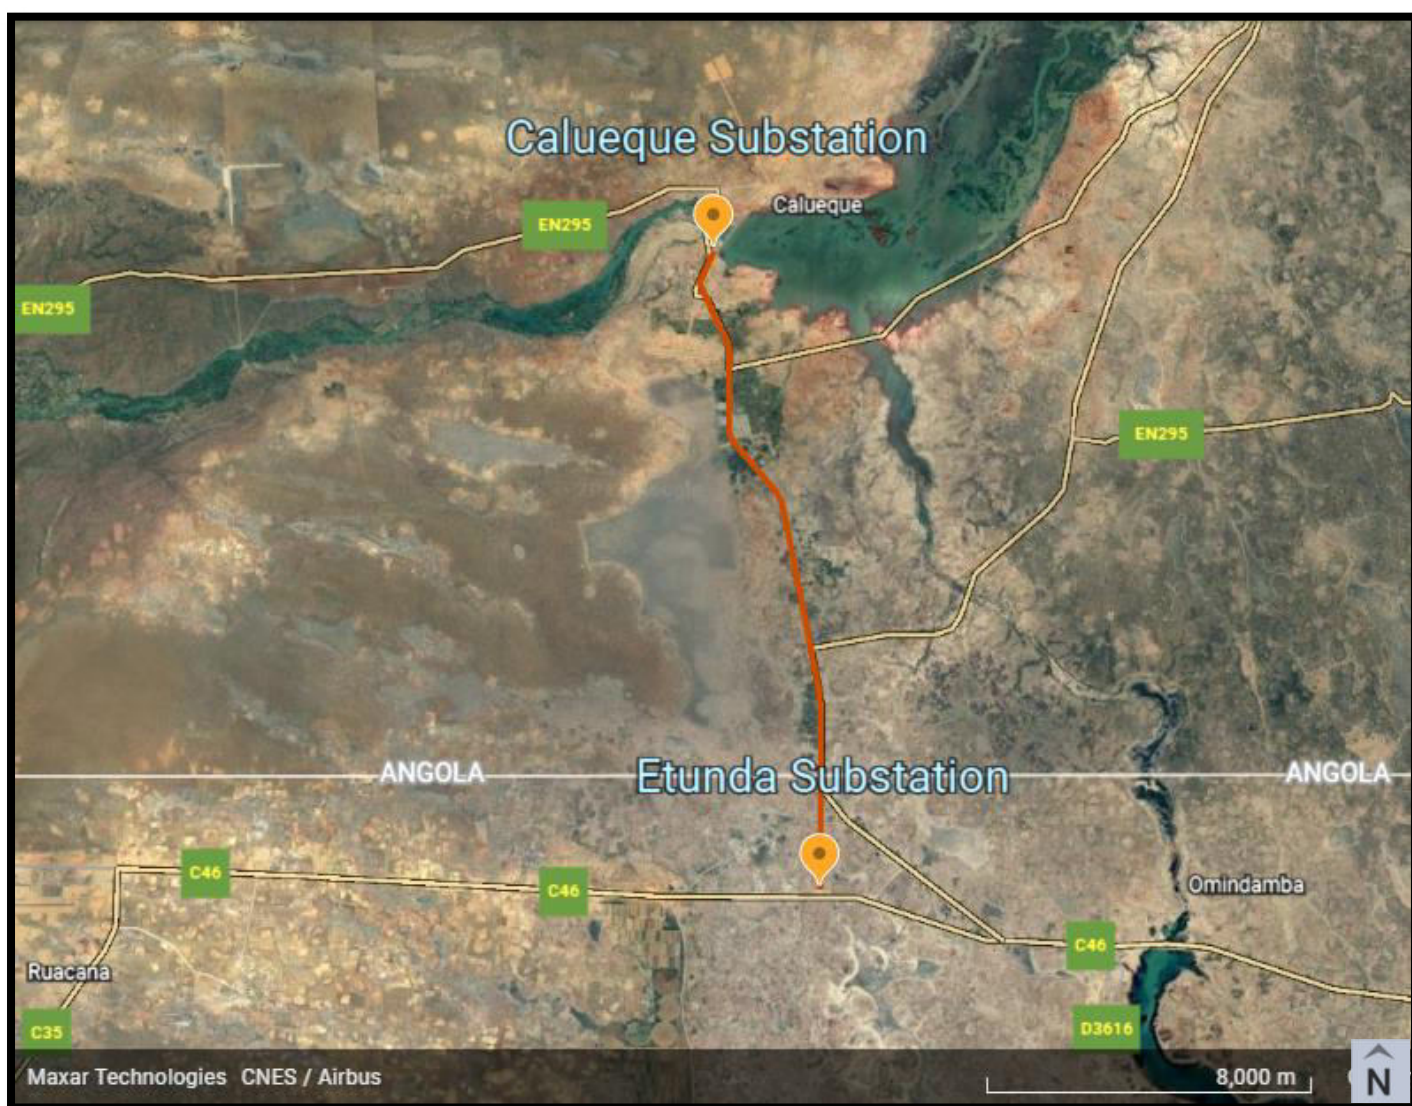 Calueque Substation
Calueque
EN295
EN295
EN295
ANGOLA
Etunda Substation
ANGOLA
C46
C46
Omindamba
C46
Ruacana
C35
D3616
Maxar Technologies CNES / Airbus
8,000 m
N